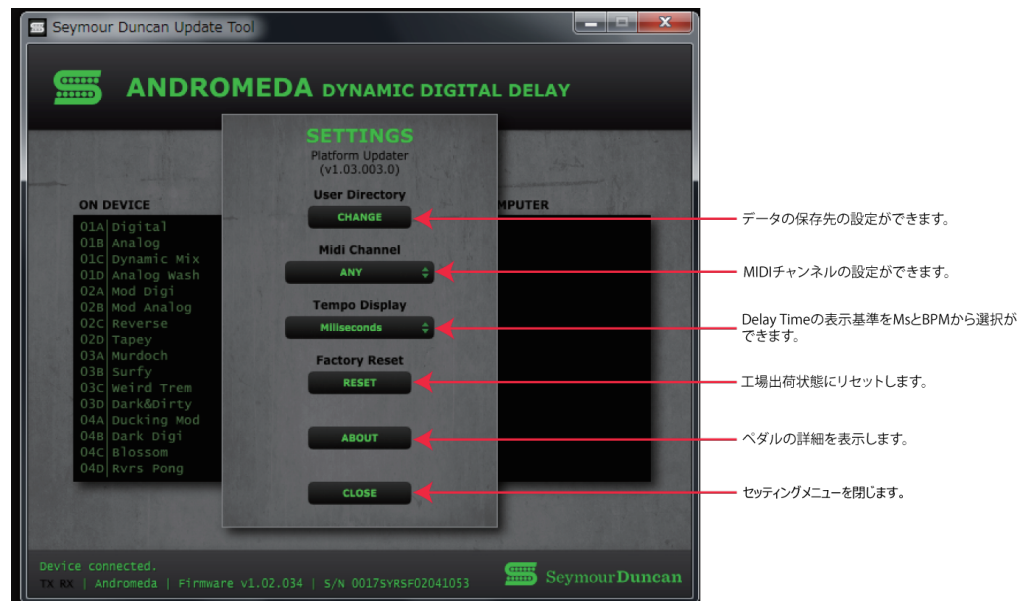 Seymour Duncan Update Tool
ANDROMEDA DYNAMIC DIGITAL DELAY
SETTINGS
Platform Updater
(v1.03.003.0)
User Directory
CHANGE
データの保存先の設定ができます。
Midi Channel
ANY
MIDIチャンネルの設定ができます。
Tempo Display
Miliseconds
Delay Timeの表示基準をMsとBPMから選択が
できます。
Factory Reset
RESET
工場出荷状態にリセットします。
ABOUT
ペダルの詳細を表示します。
CLOSE
セッティングメニューを閉じます。
ON DEVICE
01A Digital
01B Analog
01C Dynamic Mix
01D Analog Wash
02A Mod Digi
02B Mod Analog
02C Reverse
02D Tapey
03A Murdoch
03B Surfy
03C Weird Trem
03D Dark&Dirty
04A Ducking Mod
04B Dark Digi
04C Blossom
04D Rvrs Pong
MPUTER
Device connected.
TX RX | Andromeda | Firmware v1.02.034 | S/N 0017SYRSF02041053
Seymour Duncan